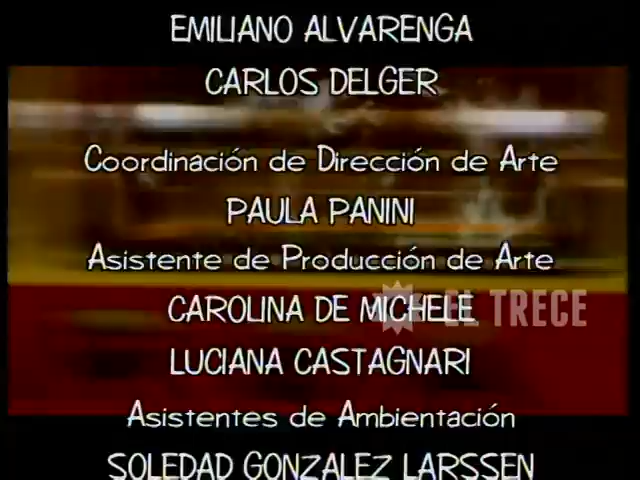 EMILIANO ALVARENGA
CARLOS DELGER
Coordinación de Dirección de Arte
PAULA PANINI
Asistente de Producción de Arte
CAROLINA DE MICHELE
EL TRECE
LUCIANA CASTAGNARI
Asistentes de Ambientación
SOLEDAD GONZALEZ LARSSEN